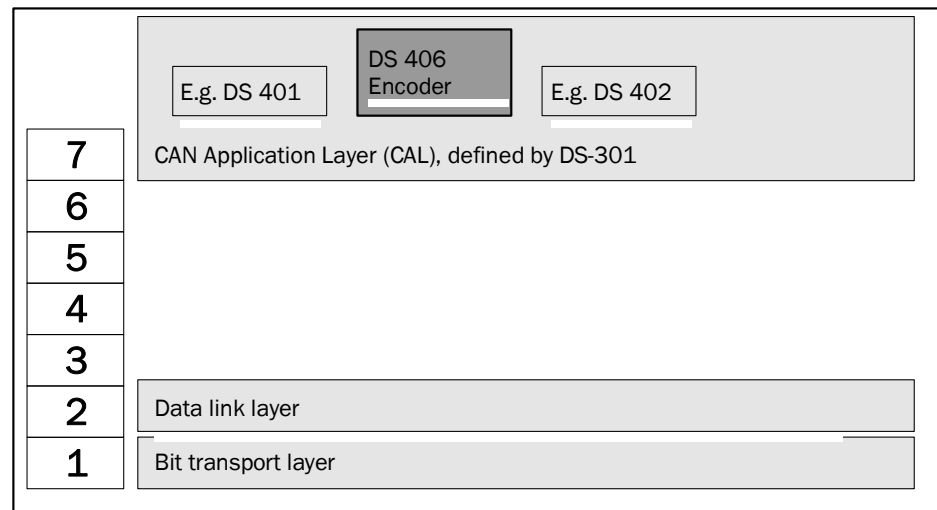 DS 406
Encoder
E.g. DS 401
E.g. DS 402
7
CAN Application Layer (CAL), defined by DS-301
6
5
4
3
2
Data link layer
1
Bit transport layer